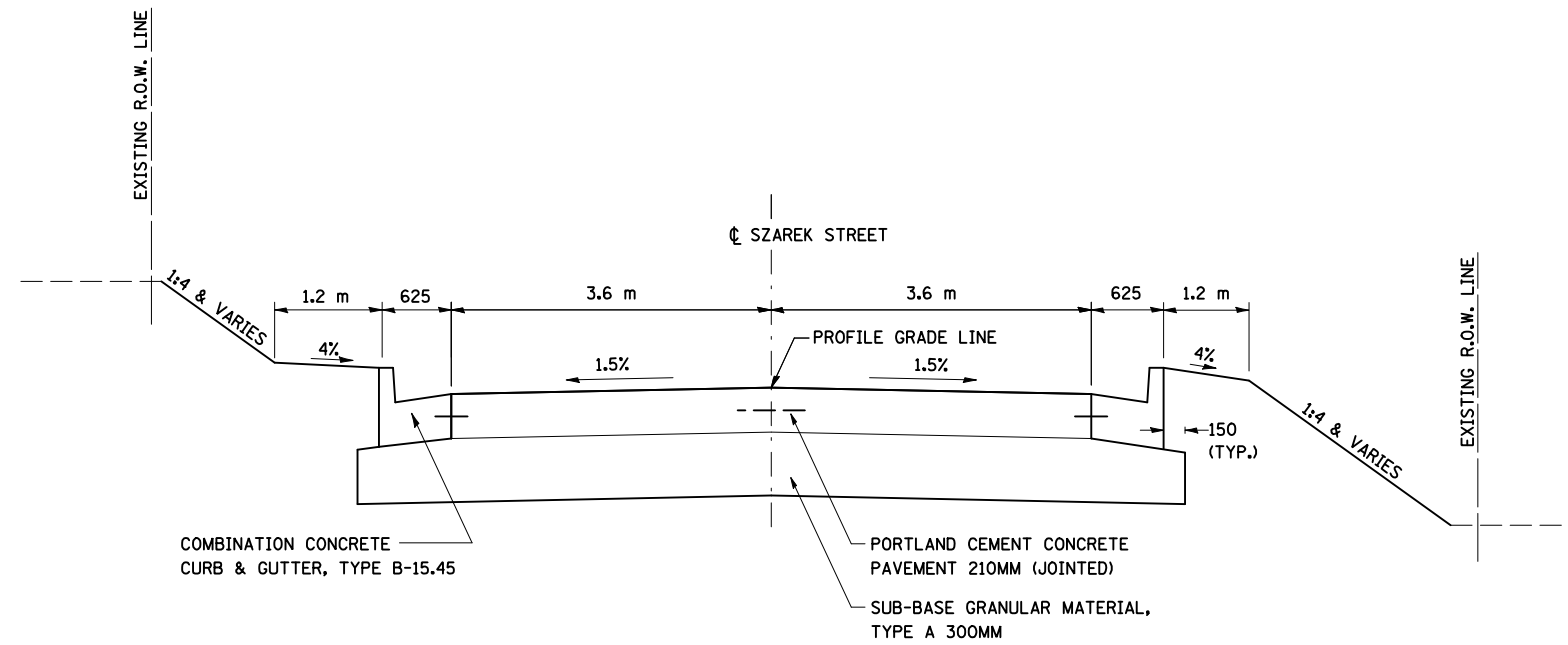 EXISTING R.O.W. LINE
℄ SZAREK STREET
EXISTING R.O.W. LINE
1:4 & VARIES
1.2 m
625
3.6 m
3.6 m
625
1.2 m
PROFILE GRADE LINE
4%
1.5%
1.5%
4%
1:4 & VARIES
150
(TYP.)
COMBINATION CONCRETE
CURB & GUTTER, TYPE B-15.45
PORTLAND CEMENT CONCRETE
PAVEMENT 210MM (JOINTED)
SUB-BASE GRANULAR MATERIAL,
TYPE A 300MM